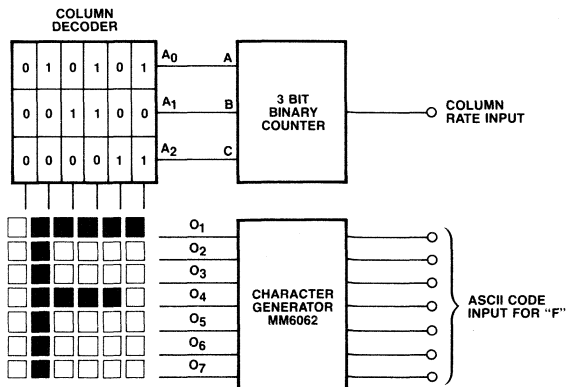 COLUMN
DECODER
A0 A
0 1 0 1 0 1
A1 B
0 0 1 1 0 0
A2 C
0 0 0 0 1 1
3 BIT
BINARY
COUNTER
COLUMN
RATE INPUT
O1
O2
O3
O4
O5
O6
O7
CHARACTER
GENERATOR
MM6062
ASCII CODE
INPUT FOR "F"